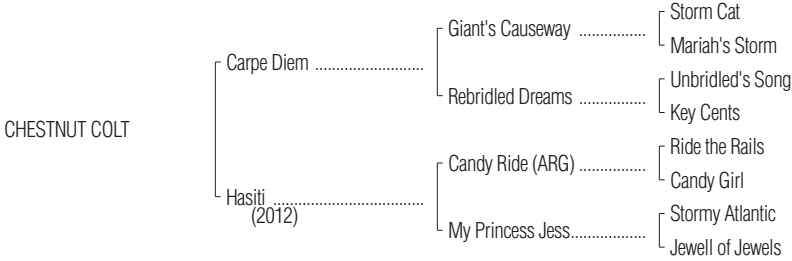 Storm Cat
Giant's Causeway ................
Mariah's Storm
Carpe Diem ..........................
Unbridled's Song
Rebridled Dreams ................
Key Cents
CHESTNUT COLT
Ride the Rails
Candy Ride (ARG) ................
Candy Girl
Hasiti ....................................
(2012)
Stormy Atlantic
My Princess Jess..................
Jewell of Jewels